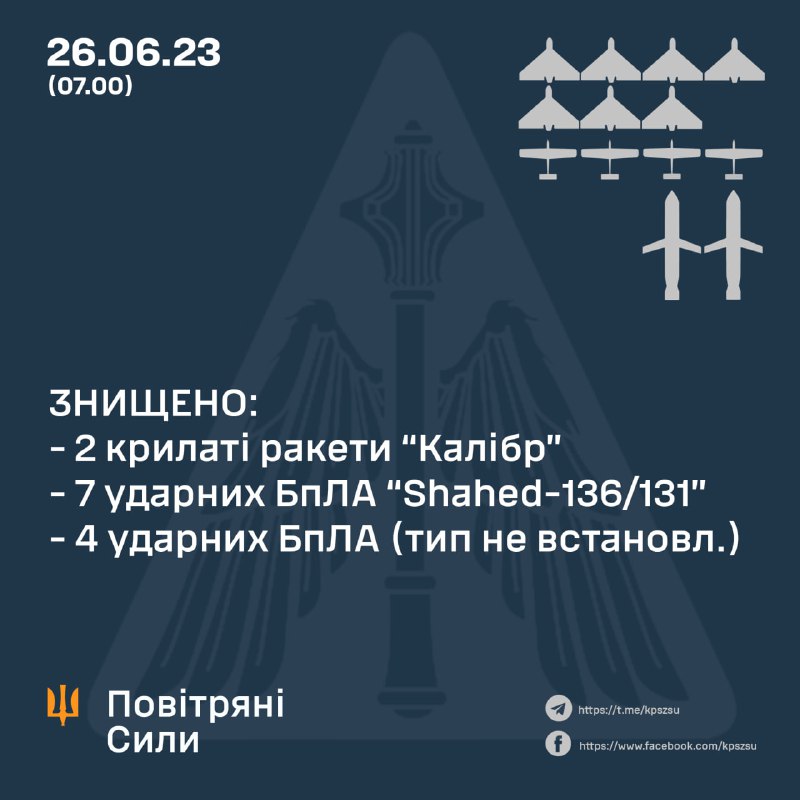 26.06.23
(07.00)
ЗНИЩЕНО:
- 2 крилаті ракети “Калібр”
- 7 ударних БпЛА “Shahed-136/131”
- 4 ударних БпЛА (тип не встановл.)
Повітряні
Сили
https://t.me/kpszsu
https://www.facebook.com/kpszsu